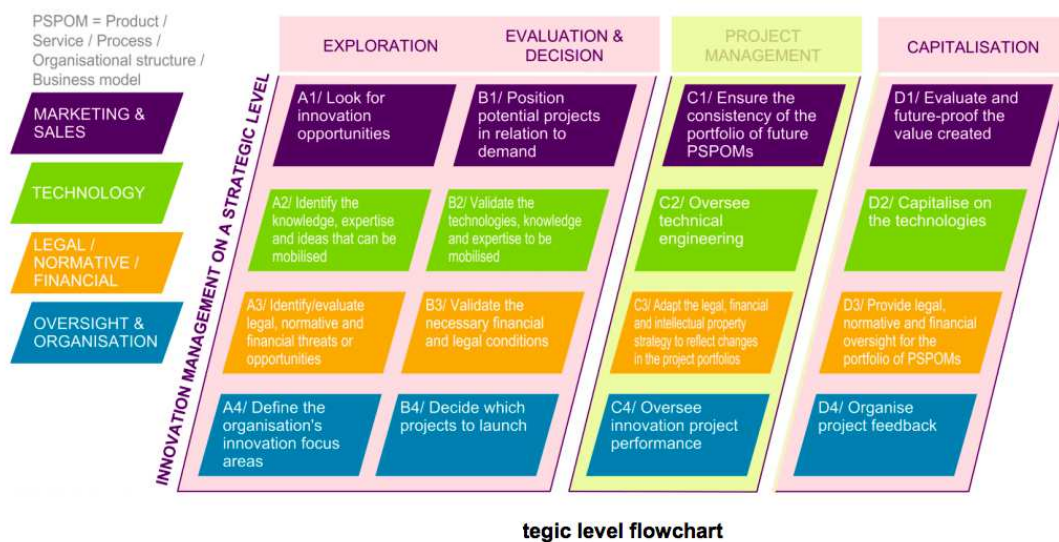 PSPOM = Product /
Service / Process /
Organisational structure /
Business model
MARKETING &
SALES
TECHNOLOGY
LEGAL /
NORMATIVE /
FINANCIAL
OVERSIGHT &
ORGANISATION
INNOVATION MANAGEMENT ON A STRATEGIC LEVEL
EXPLORATION
EVALUATION &
DECISION
PROJECT
MANAGEMENT
CAPITALISATION
A1/ Look for
innovation
opportunities
B1/ Position
potential projects
in relation to
demand
C1/ Ensure the
consistency of the
portfolio of future
PSPOMs
D1/ Evaluate and
future-proof the
value created
A2/ Identify the
knowledge, expertise
and ideas that can be
mobilised
B2/ Validate the
technologies, knowledge
and expertise to be
mobilised
C2/ Oversee
technical
engineering
D2/ Capitalise on
the technologies
A3/ Identify/evaluate
legal, normative and
financial threats or
opportunities
B3/ Validate the
necessary financial
and legal conditions
C3/ Adapt the legal, financial
and intellectual property
strategy to reflect changes
in the project portfolios
D3/ Provide legal,
normative and financial
oversight for the
portfolio of PSPOMs
A4/ Define the
organisation's
innovation focus
areas
B4/ Decide which
projects to launch
C4/ Oversee
innovation project
performance
D4/ Organise
project feedback
tegic level flowchart